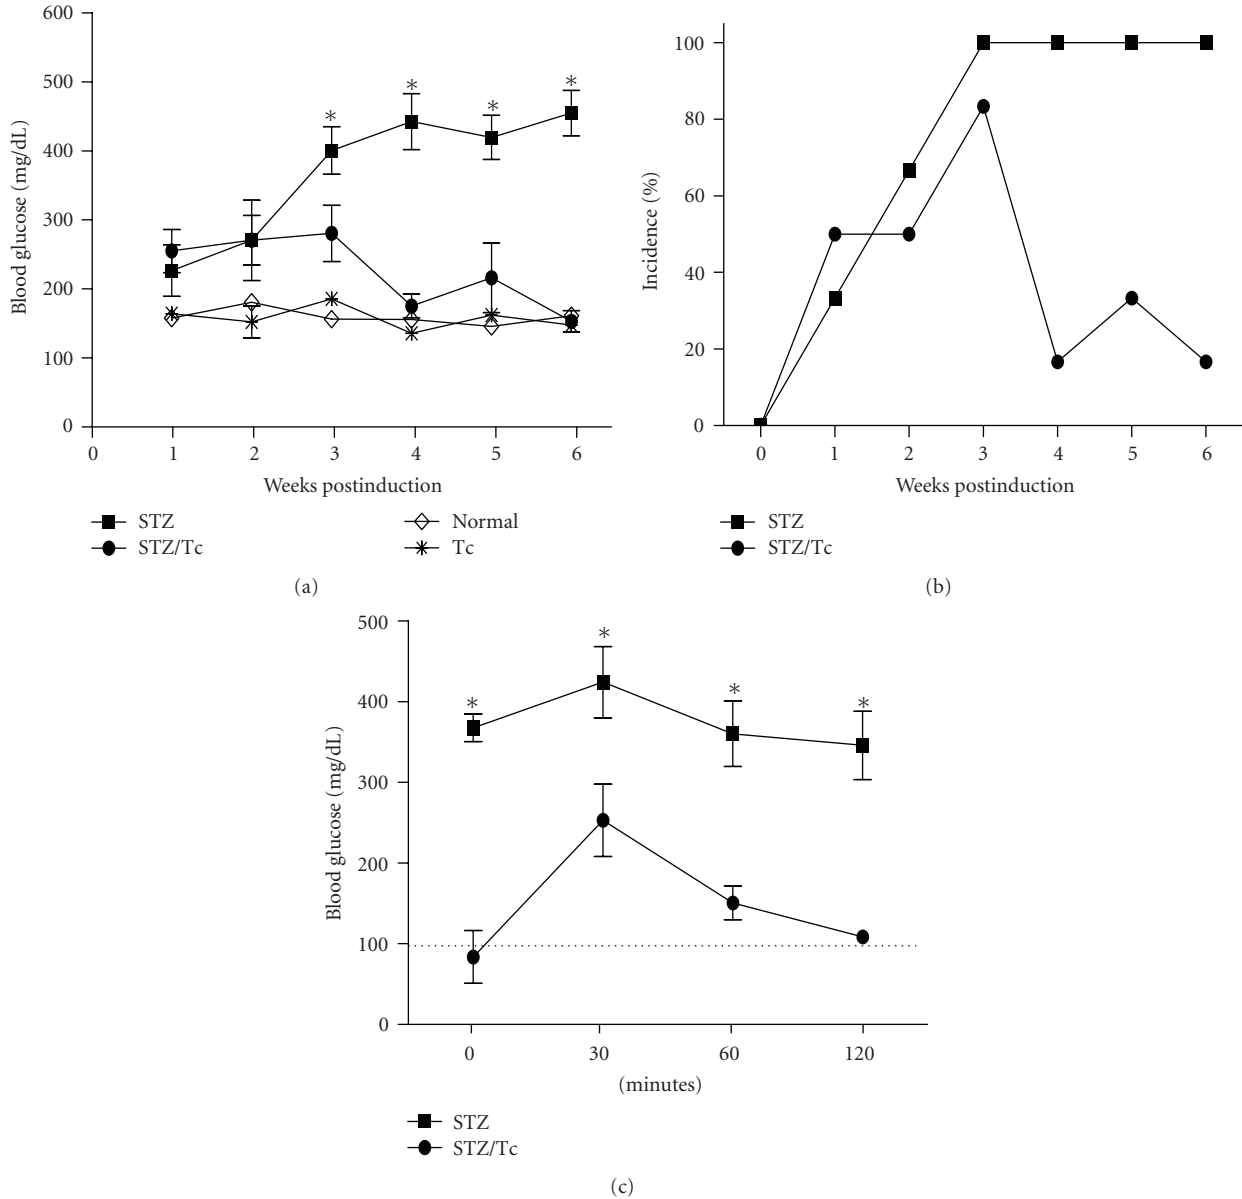 600
500
400
300
200
100
0
Blood glucose (mg/dL)
* * * *
0 1 2 3 4 5 6
Weeks postinduction
STZ
STZ/Tc
Normal
Tc
(a)
100
80
60
40
20
0
Incidence (%)
0 1 2 3 4 5 6
Weeks postinduction
STZ
STZ/Tc
(b)
500
400
300
200
100
0
Blood glucose (mg/dL)
* * * *
0 30 60 120
(minutes)
STZ
STZ/Tc
(c)